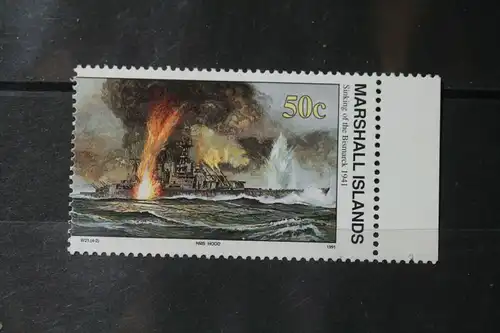 50c
MARSHALL ISLANDS
Sinking of the Bismarck 1941
HMS HOOD
1991